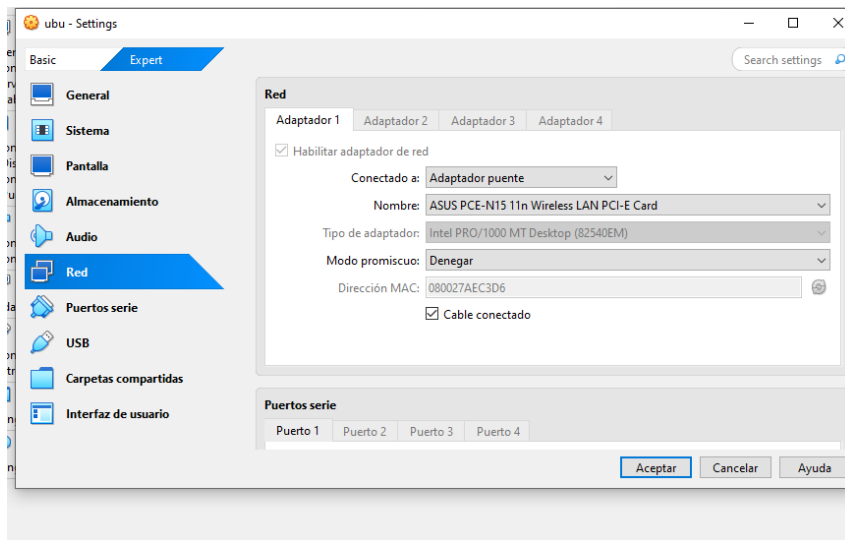 ubu - Settings
Basic Expert Search settings
General
Sistema
Pantalla
Almacenamiento
Audio
Red
Puertos serie
USB
Carpetas compartidas
Interfaz de usuario
Red
Adaptador 1 Adaptador 2 Adaptador 3 Adaptador 4
Habilitar adaptador de red
Conectado a: Adaptador puente
Nombre: ASUS PCE-N15 11n Wireless LAN PCI-E Card
Tipo de adaptador: Intel PRO/1000 MT Desktop (82540EM)
Modo promiscuo: Denegar
Dirección MAC: 080027AEC3D6
Cable conectado
Puertos serie
Puerto 1 Puerto 2 Puerto 3 Puerto 4
Aceptar Cancelar Ayuda